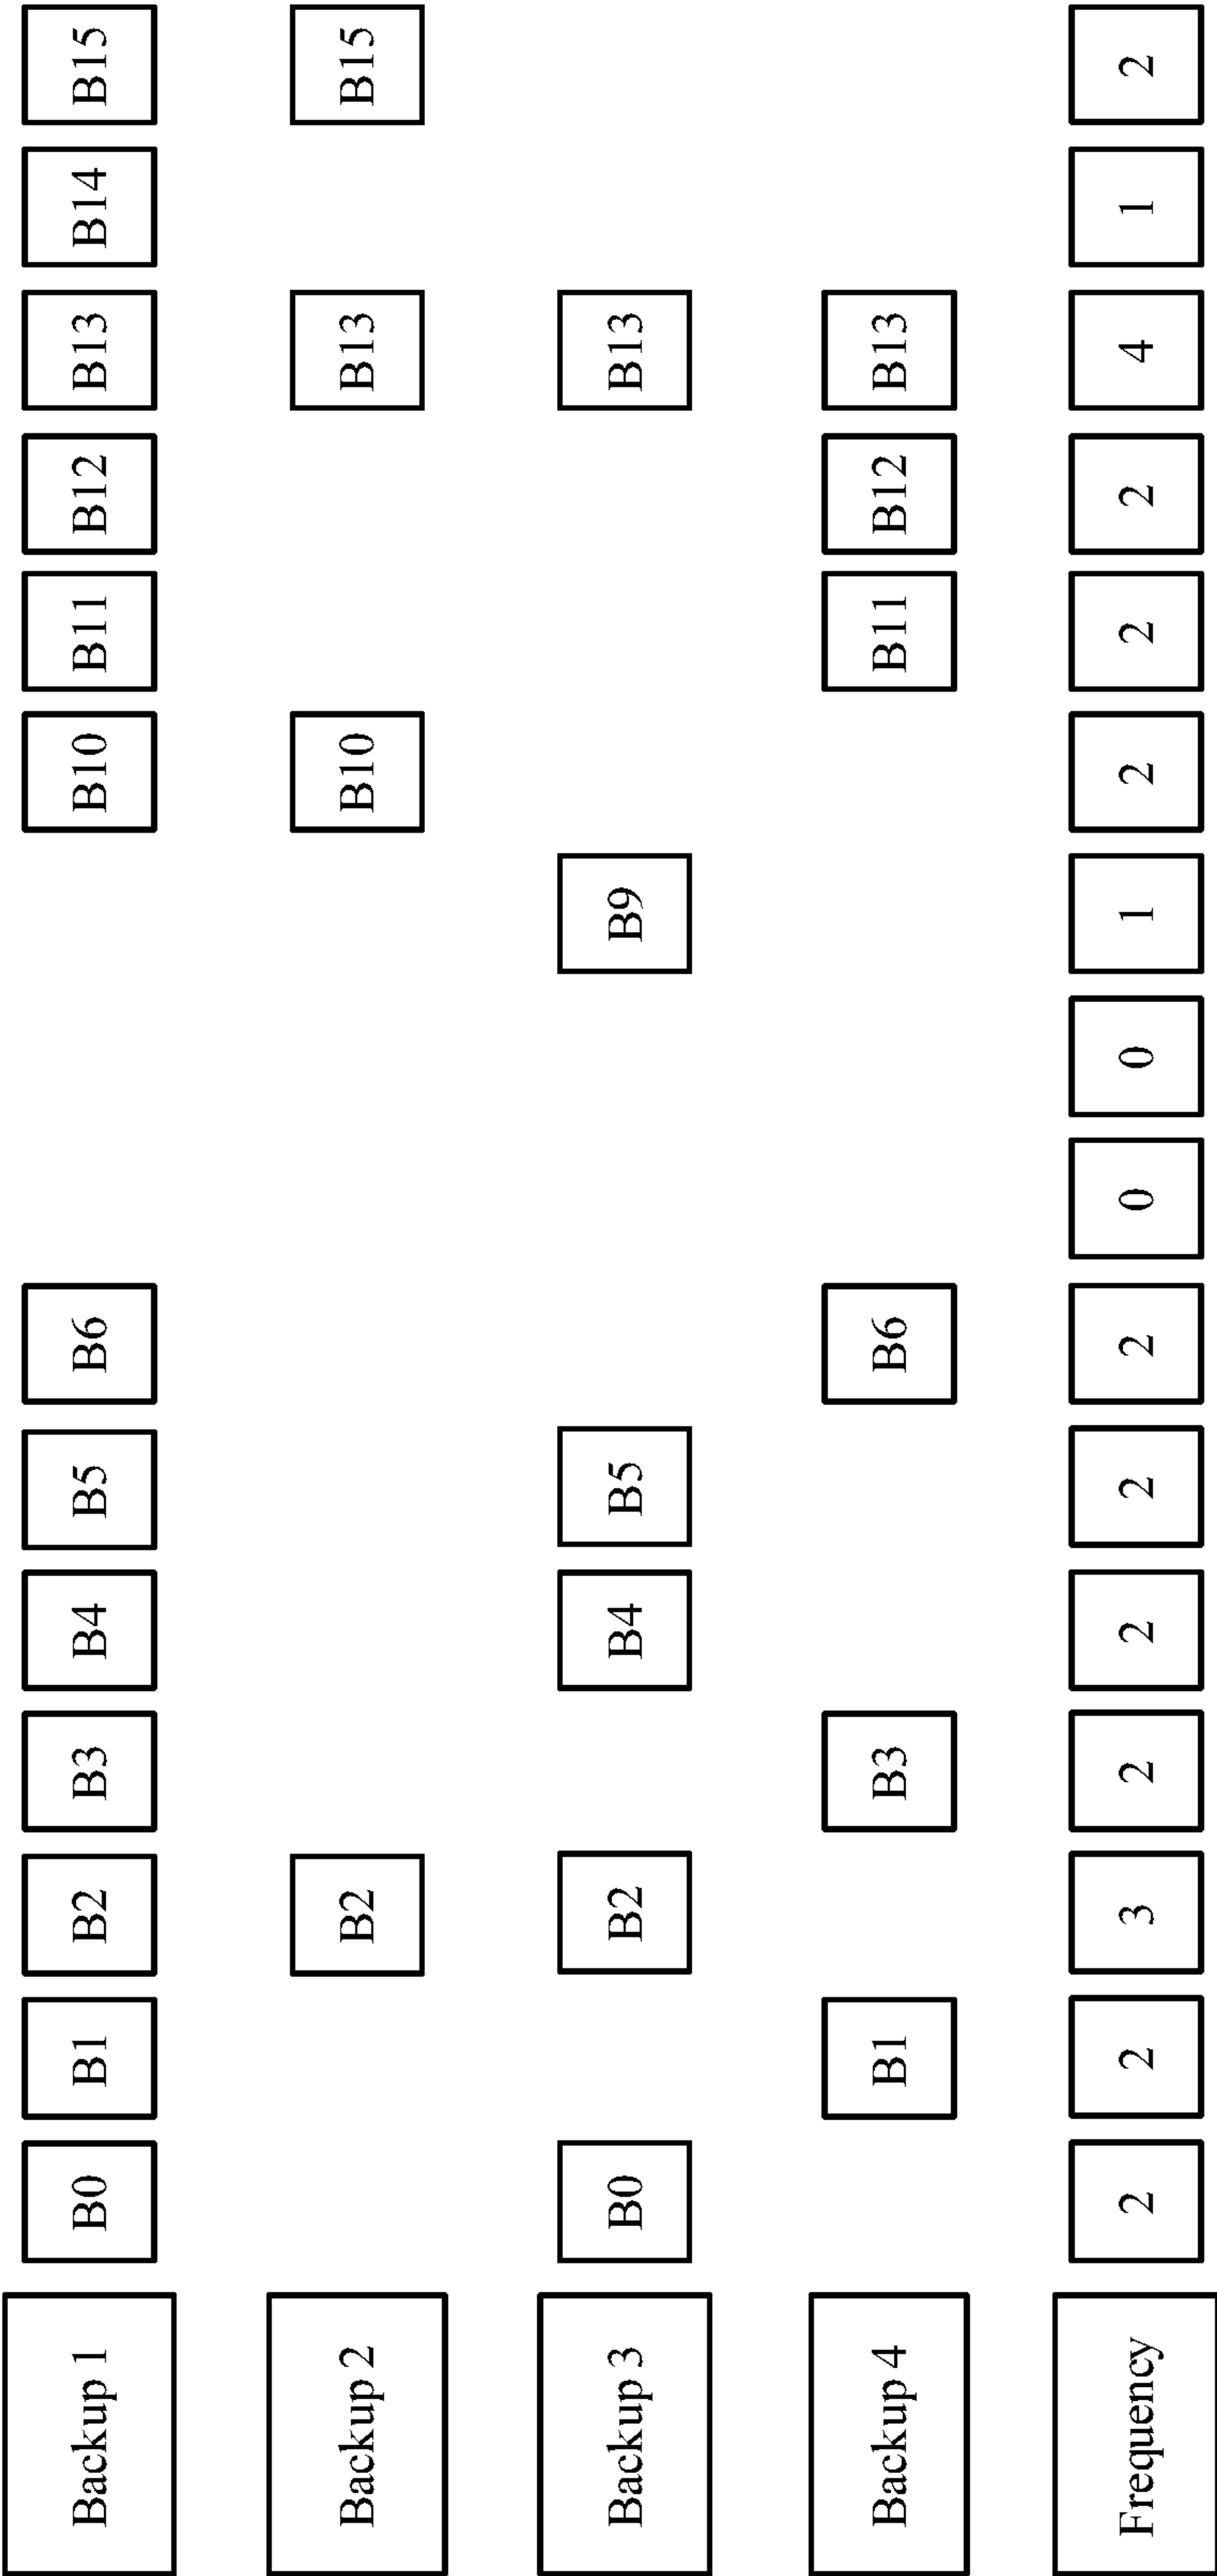 Backup 1 B0 B1 B2 B3 B4 B5 B6 B10 B11 B12 B13 B14 B15
Backup 2 B2 B10 B13 B15
Backup 3 B0 B2 B4 B5 B9 B13
Backup 4 B1 B3 B6 B11 B12 B13
Frequency 2 2 3 2 2 2 2 0 0 1 2 2 2 4 1 2